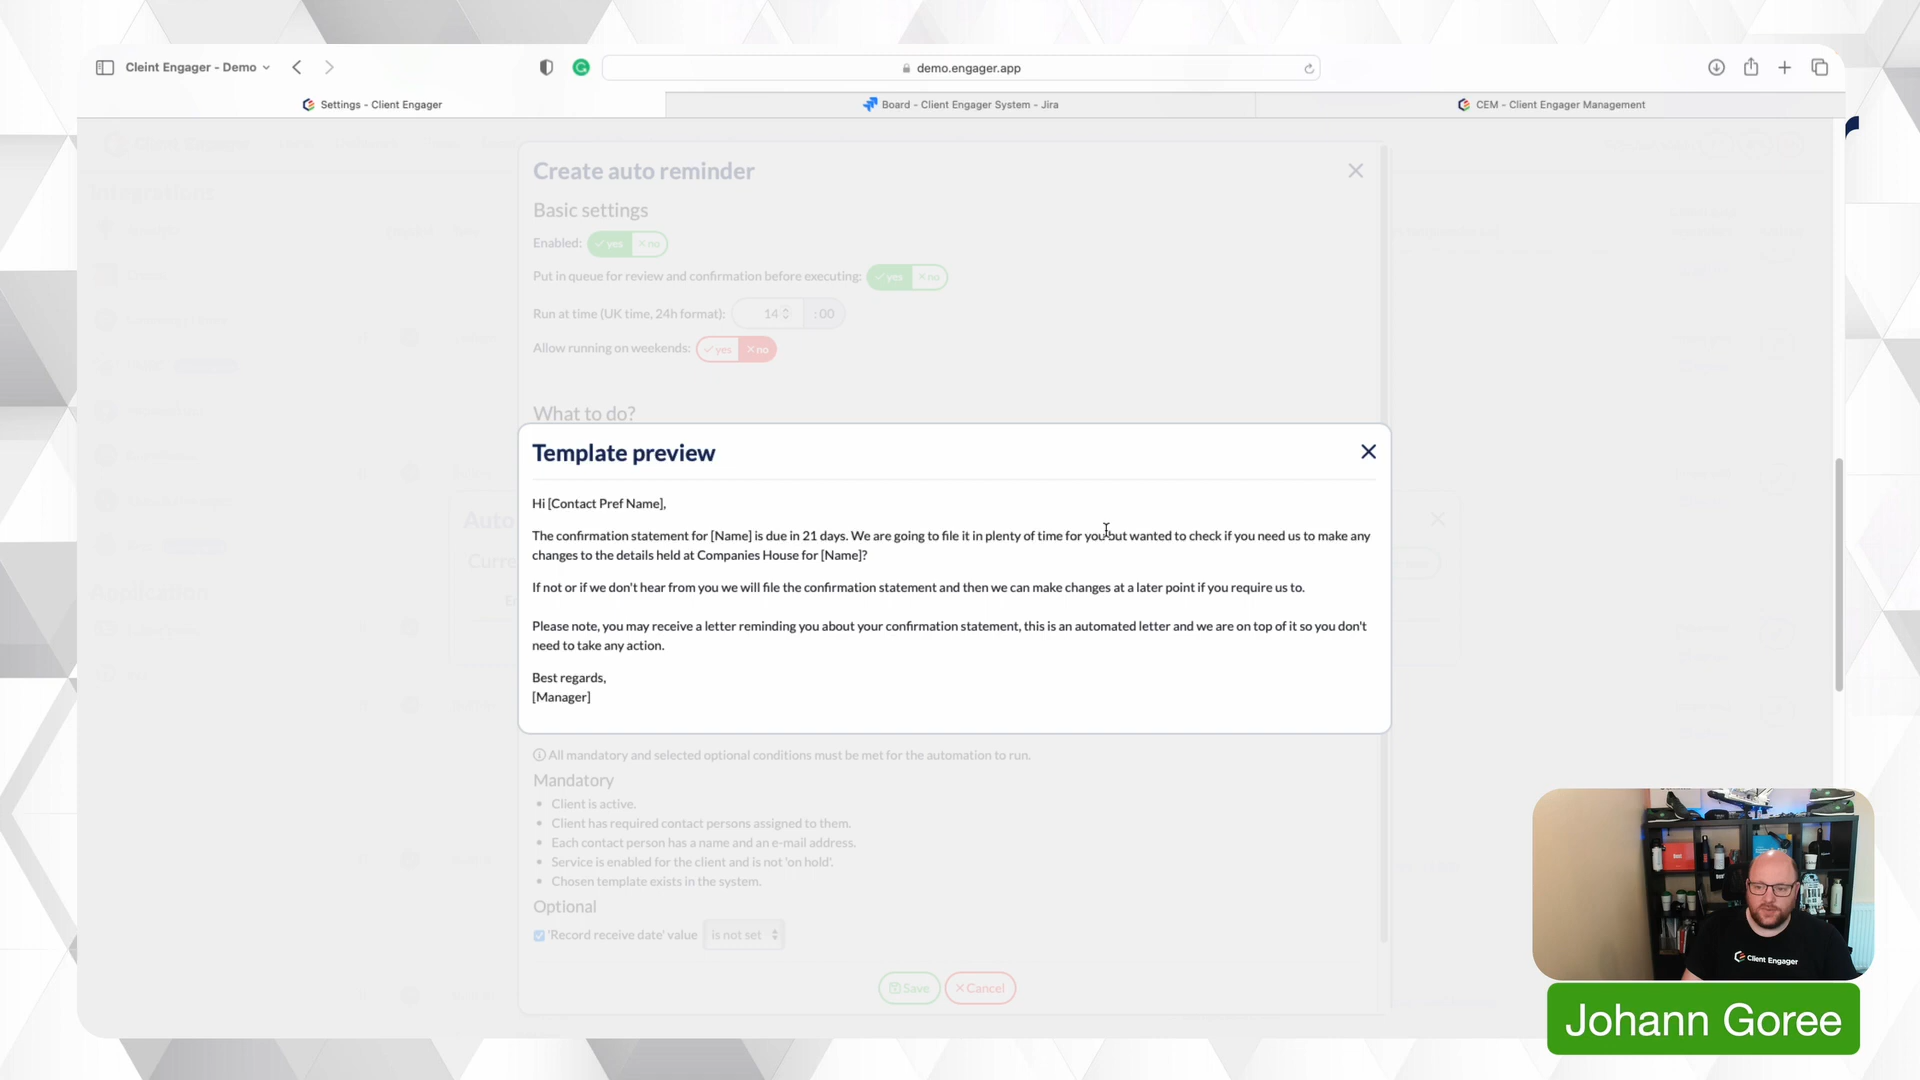 Cleint Engager - Demo
demo.engager.app
Settings - Client Engager
Board - Client Engager System - Jira
CEM - Client Engager Management
Client Engager
Create auto reminder
Integrations
Basic settings
Enabled: yes no
Put in queue for review and confirmation before executing: yes no
Run at time (UK time, 24h format): 14 :00
Allow running on weekends: yes no
What to do?
Template preview
Hi [Contact Pref Name],
The confirmation statement for [Name] is due in 21 days. We are going to file it in plenty of time for you but wanted to check if you need us to make any
changes to the details held at Companies House for [Name]?
If not or if we don't hear from you we will file the confirmation statement and then we can make changes at a later point if you require us to.
Please note, you may receive a letter reminding you about your confirmation statement, this is an automated letter and we are on top of it so you don't
need to take any action.
Best regards,
[Manager]
Auto
Curre
Application
All mandatory and selected optional conditions must be met for the automation to run.
Mandatory
• Client is active.
• Client has required contact persons assigned to them.
• Each contact person has a name and an e-mail address.
• Service is enabled for the client and is not 'on hold'.
• Chosen template exists in the system.
Optional
'Record receive date' value is not set
Save Cancel
Client Engager
Johann Goree